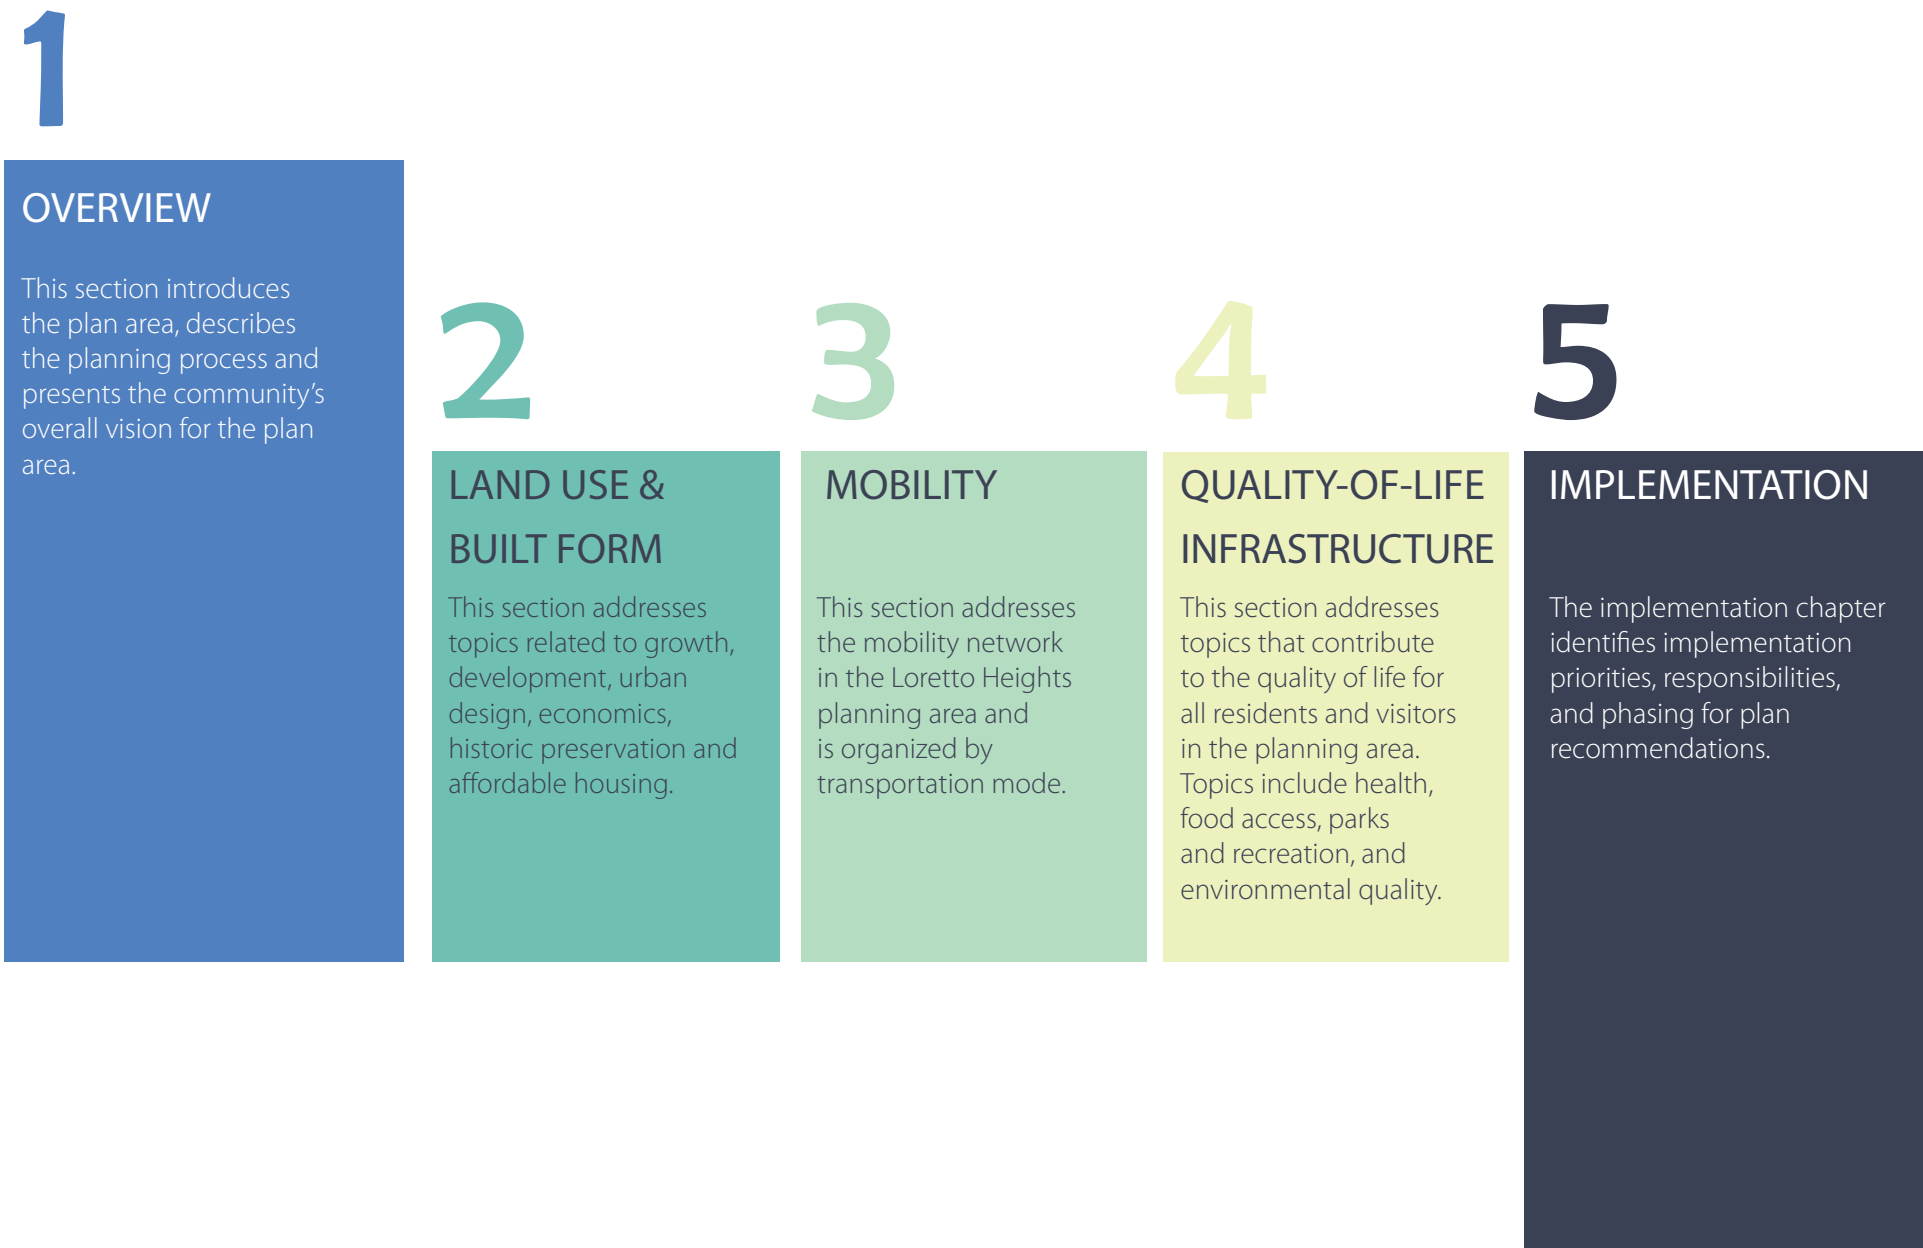 1
OVERVIEW
This section introduces
the plan area, describes
the planning process and
presents the community’s
overall vision for the plan
area.
2
LAND USE &
BUILT FORM
This section addresses
topics related to growth,
development, urban
design, economics,
historic preservation and
affordable housing.
3
MOBILITY
This section addresses
the mobility network
in the Loretto Heights
planning area and
is organized by
transportation mode.
4
QUALITY-OF-LIFE
INFRASTRUCTURE
This section addresses
topics that contribute
to the quality of life for
all residents and visitors
in the planning area.
Topics include health,
food access, parks
and recreation, and
environmental quality.
5
IMPLEMENTATION
The implementation chapter
identifies implementation
priorities, responsibilities,
and phasing for plan
recommendations.